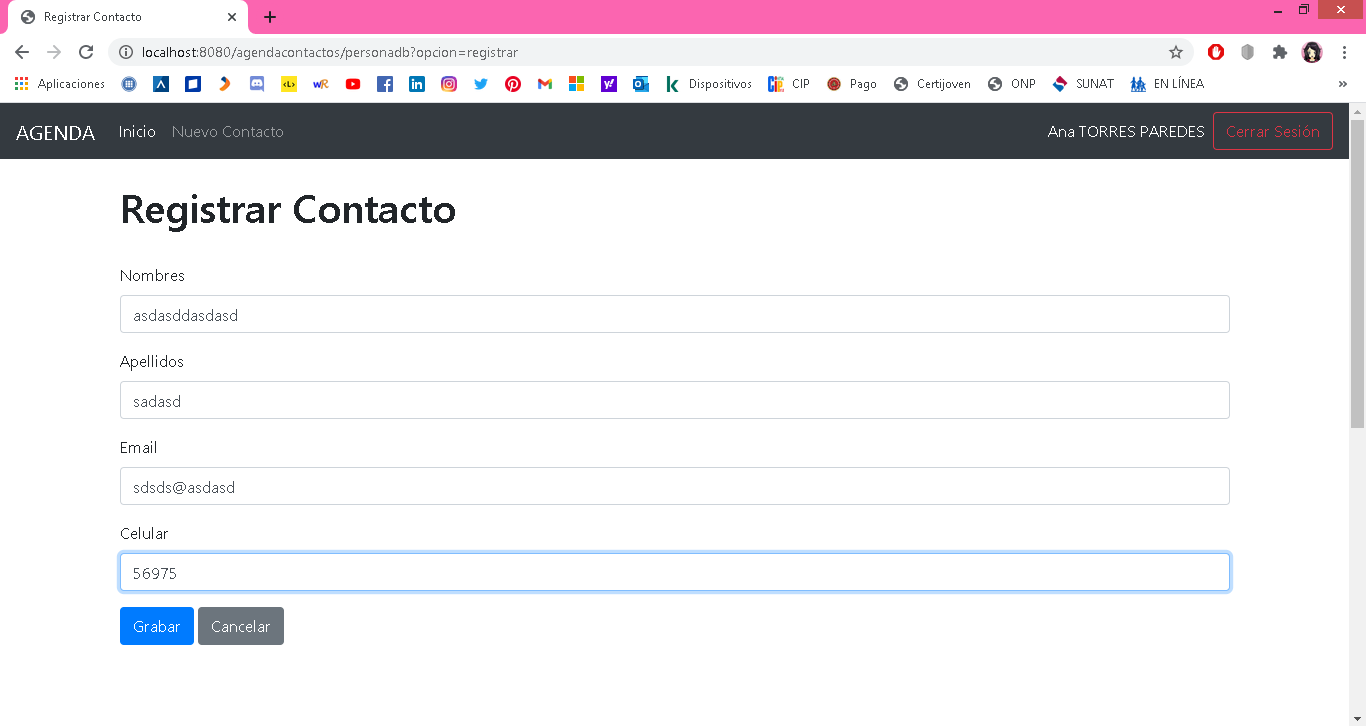 Registrar Contacto
localhost:8080/agendacontactos/personadb?opcion=registrar
Aplicaciones <L> wR Dispositivos CIP Pago Certijoven ONP SUNAT EN LÍNEA »
AGENDA Inicio Nuevo Contacto Ana TORRES PAREDES Cerrar Sesión
Registrar Contacto
Nombres
asdasddasdasd
Apellidos
sadasd
Email
sdsds@asdasd
Celular
56975
Grabar Cancelar